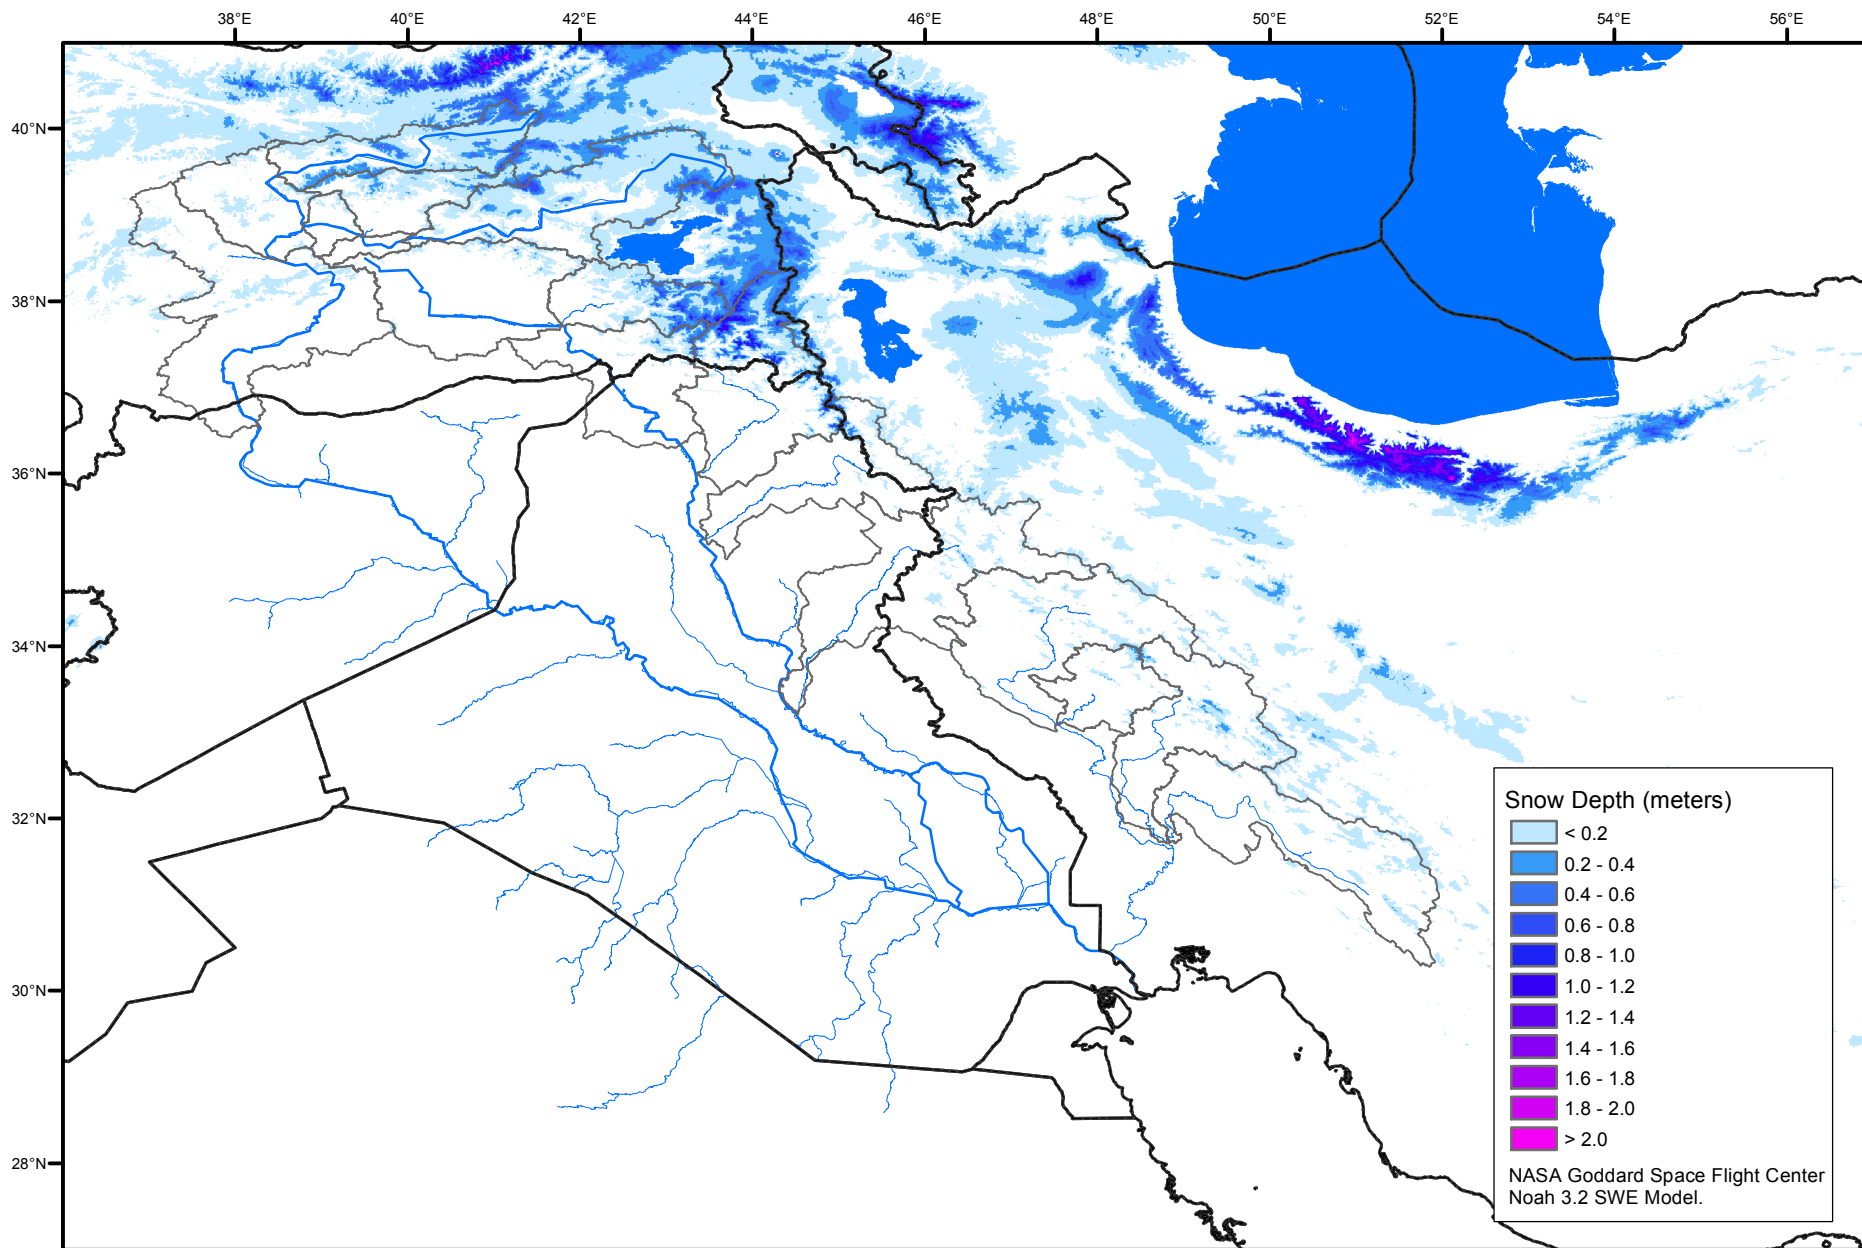 38°E 40°E 42°E 44°E 46°E 48°E 50°E 52°E 54°E 56°E
40°N
38°N
36°N
34°N
32°N
30°N
28°N
Snow Depth (meters)
< 0.2
0.2 - 0.4
0.4 - 0.6
0.6 - 0.8
0.8 - 1.0
1.0 - 1.2
1.2 - 1.4
1.4 - 1.6
1.6 - 1.8
1.8 - 2.0
> 2.0
NASA Goddard Space Flight Center
Noah 3.2 SWE Model.